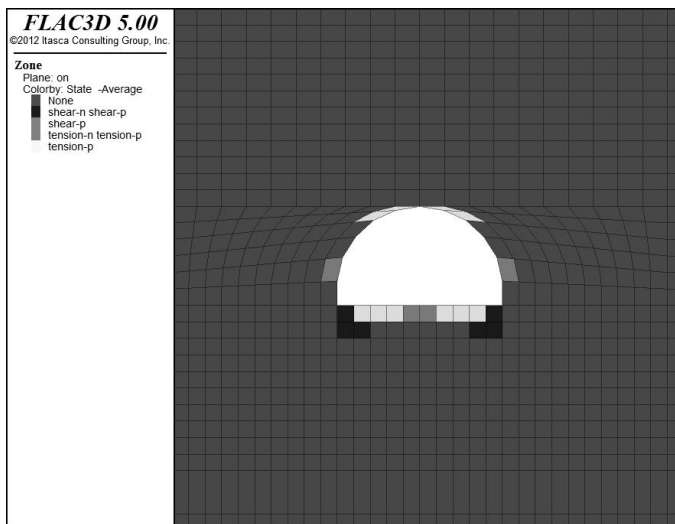 FLAC3D 5.00
©2012 Itasca Consulting Group, Inc.
Zone
Plane: on
Colorby: State -Average
None
shear-n shear-p
shear-p
tension-n tension-p
tension-p